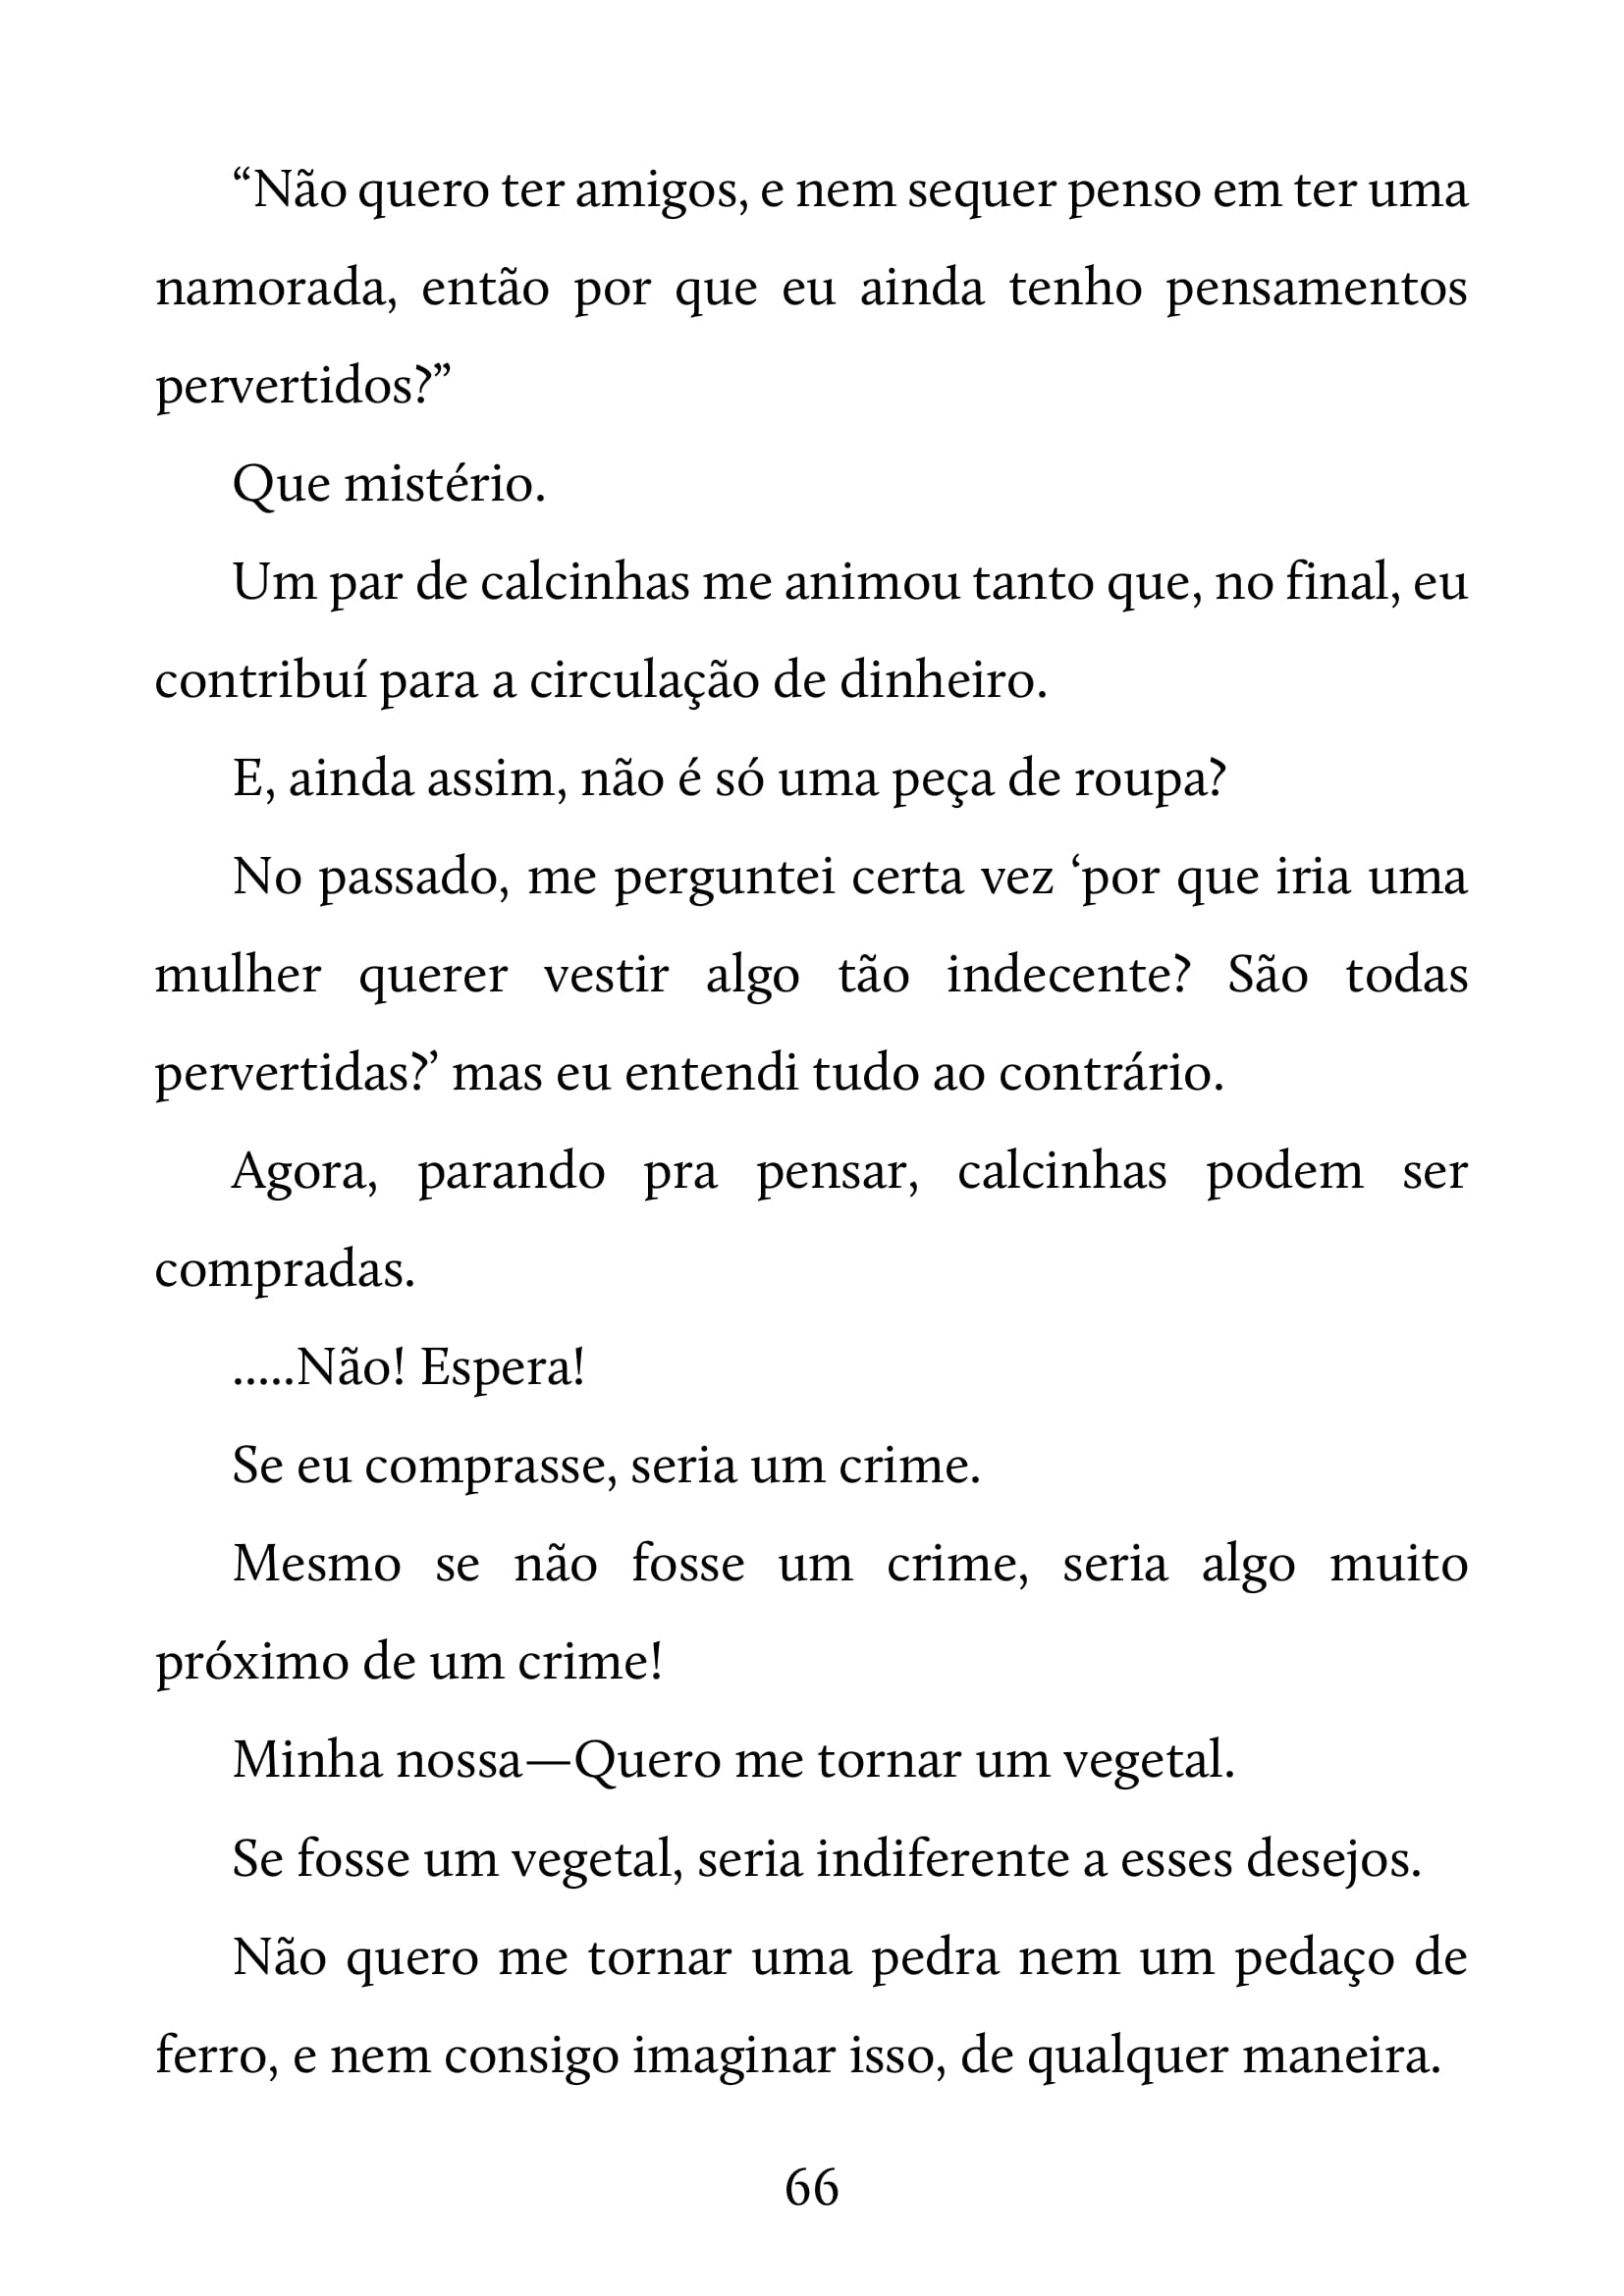 “Não quero ter amigos, e nem sequer penso em ter uma
namorada, então por que eu ainda tenho pensamentos
pervertidos?”
Que mistério.
Um par de calcinhas me animou tanto que, no final, eu
contribuí para a circulação de dinheiro.
E, ainda assim, não é só uma peça de roupa?
No passado, me perguntei certa vez ‘por que iria uma
mulher querer vestir algo tão indecente? São todas
pervertidas?’ mas eu entendi tudo ao contrário.
Agora, parando pra pensar, calcinhas podem ser
compradas.
.....Não! Espera!
Se eu comprasse, seria um crime.
Mesmo se não fosse um crime, seria algo muito
próximo de um crime!
Minha nossa—Quero me tornar um vegetal.
Se fosse um vegetal, seria indiferente a esses desejos.
Não quero me tornar uma pedra nem um pedaço de
ferro, e nem consigo imaginar isso, de qualquer maneira.
66